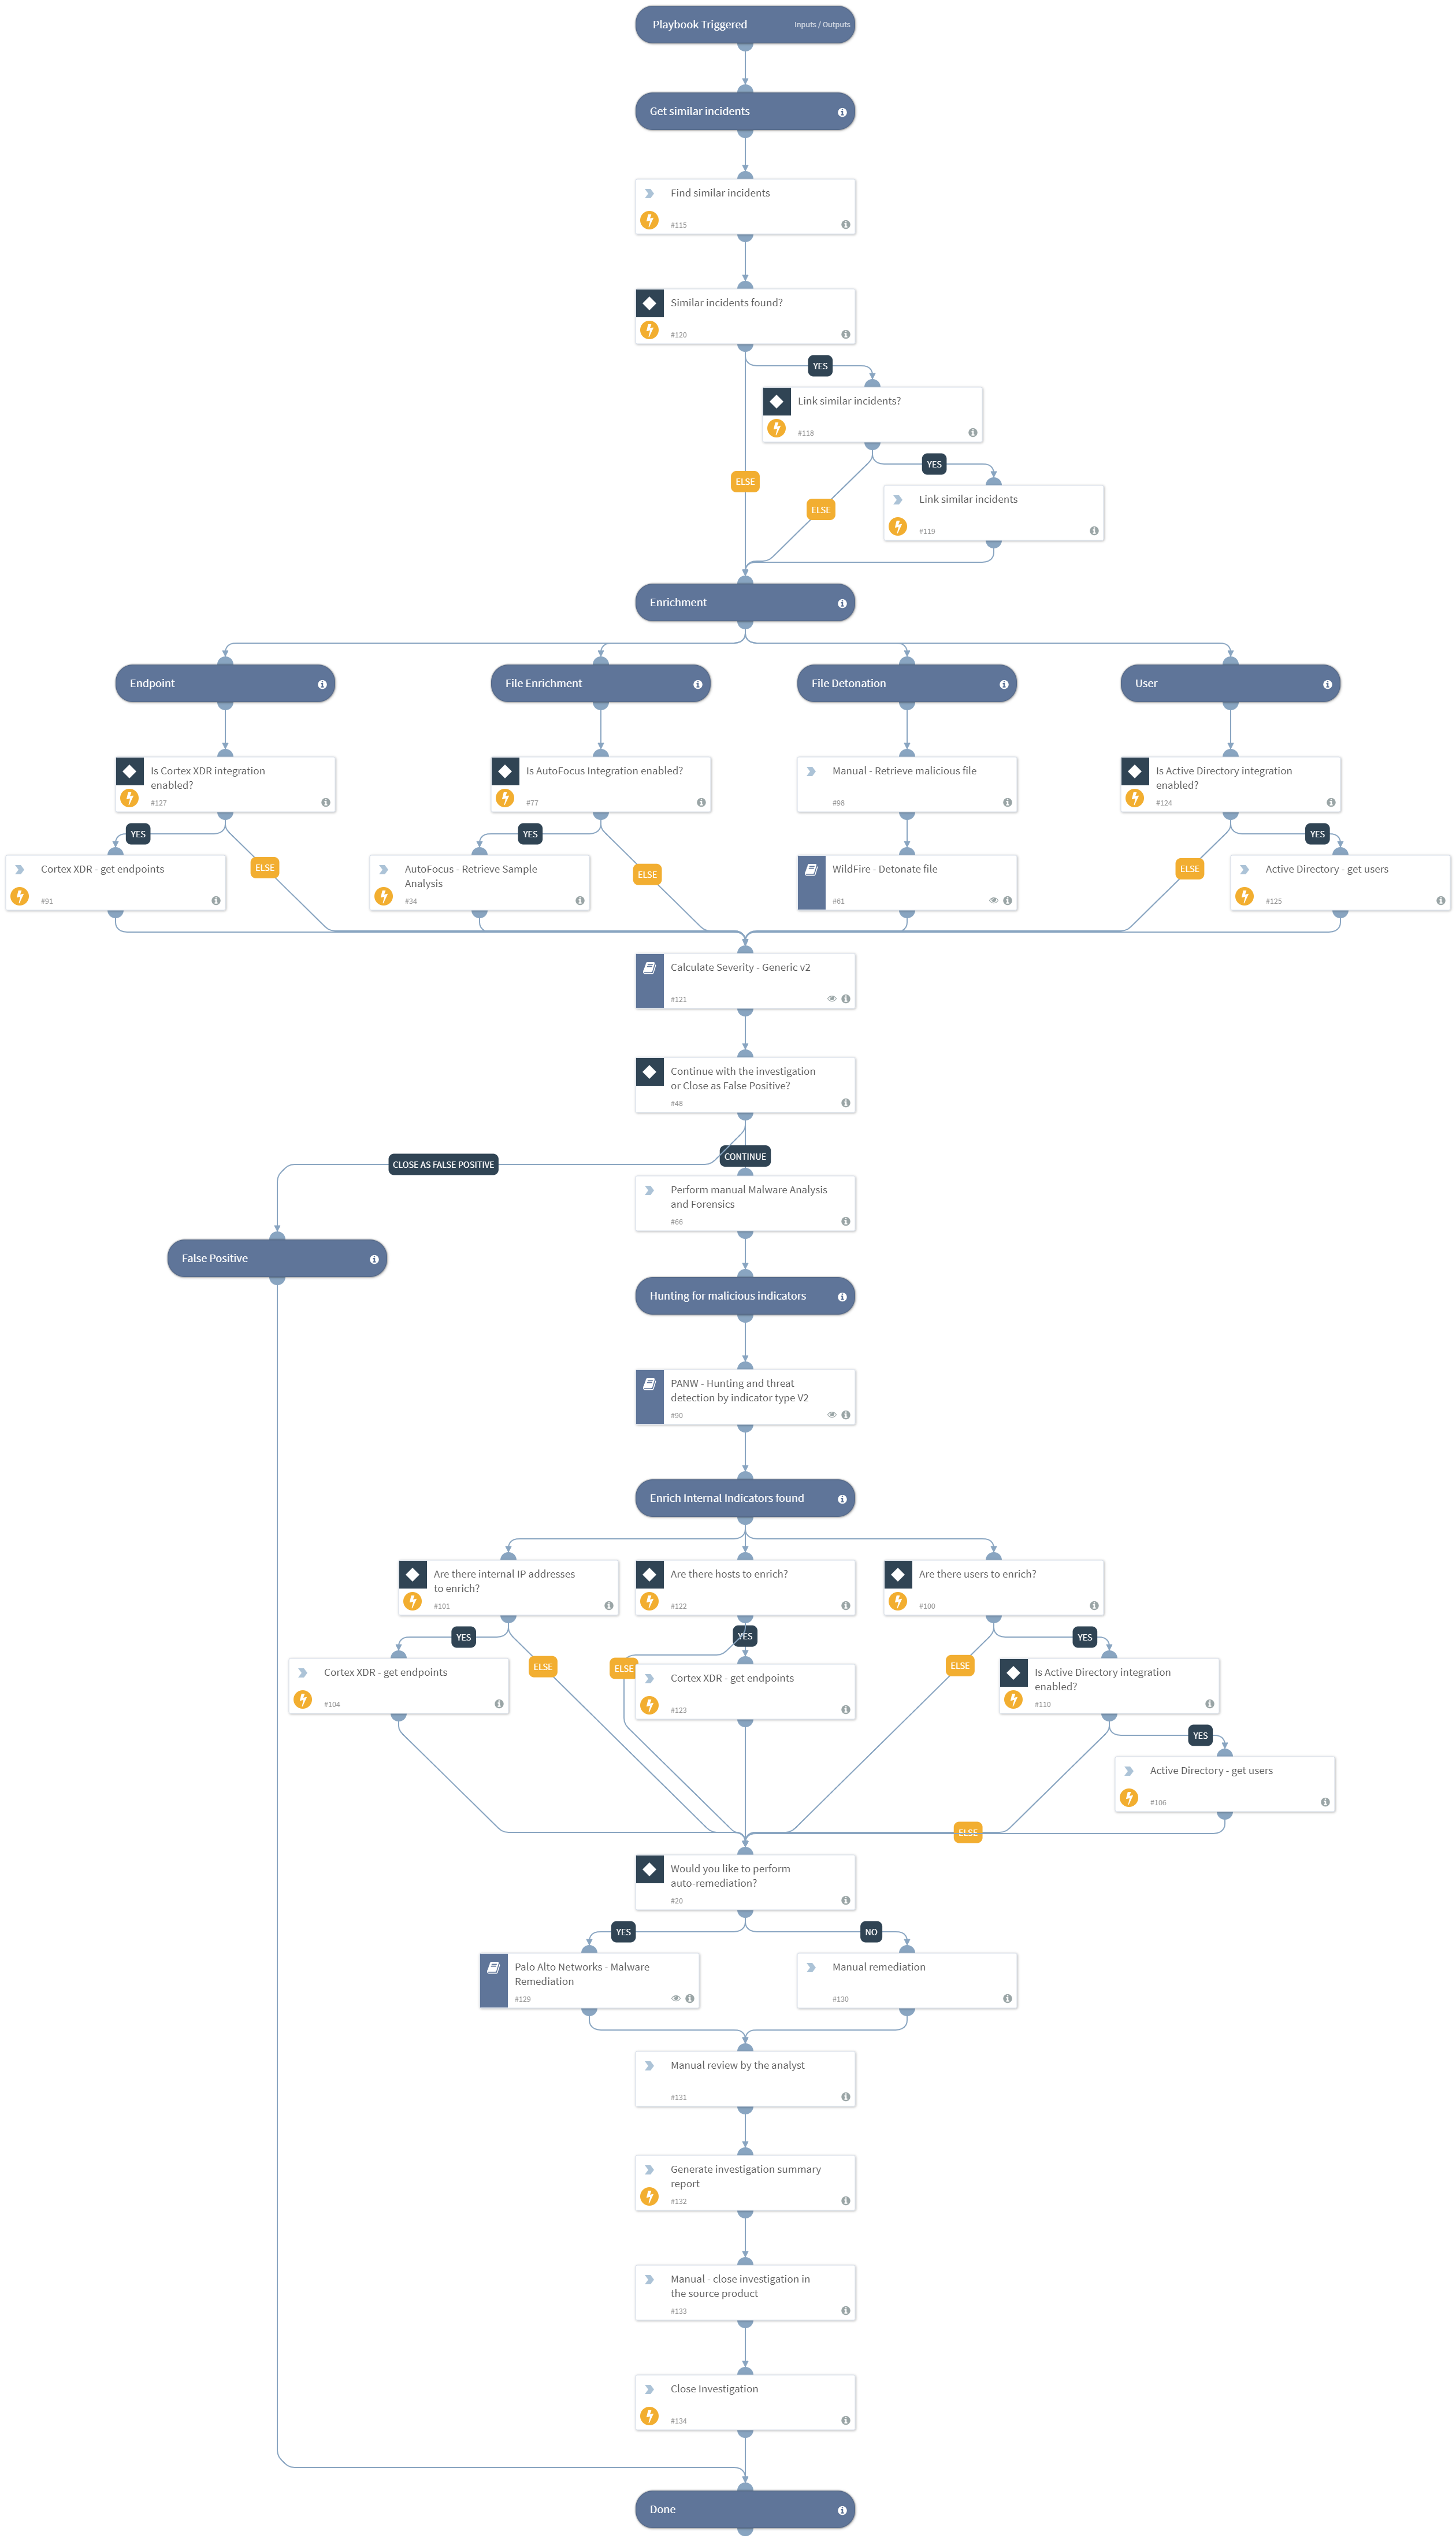 Playbook Triggered
Inputs / Outputs
Get similar incidents
Find similar incidents
#115
Similar incidents found?
#120
YES
Link similar incidents?
#118
YES
ELSE
Link similar incidents
ELSE
#119
Enrichment
Endpoint
File Enrichment
File Detonation
User
Is Cortex XDR integration
enabled?
#127
Is AutoFocus Integration enabled?
#77
Manual - Retrieve malicious file
#98
Is Active Directory integration
enabled?
#124
YES
YES
YES
Cortex XDR - get endpoints
#91
ELSE
AutoFocus - Retrieve Sample
Analysis
#34
ELSE
WildFire - Detonate file
#61
ELSE
Active Directory - get users
#125
Calculate Severity - Generic v2
#121
Continue with the investigation
or Close as False Positive?
#48
CONTINUE
CLOSE AS FALSE POSITIVE
Perform manual Malware Analysis
and Forensics
#66
False Positive
Hunting for malicious indicators
PANW - Hunting and threat
detection by indicator type V2
#90
Enrich Internal Indicators found
Are there internal IP addresses
to enrich?
#101
Are there hosts to enrich?
#122
Are there users to enrich?
#100
YES
YES
YES
ELSE
ELSE
ELSE
Cortex XDR - get endpoints
#104
Cortex XDR - get endpoints
#123
Is Active Directory integration
enabled?
#110
YES
Active Directory - get users
#106
ELSE
Would you like to perform
auto-remediation?
#20
YES
NO
Palo Alto Networks - Malware
Remediation
#129
Manual remediation
#130
Manual review by the analyst
#131
Generate investigation summary
report
#132
Manual - close investigation in
the source product
#133
Close Investigation
#134
Done